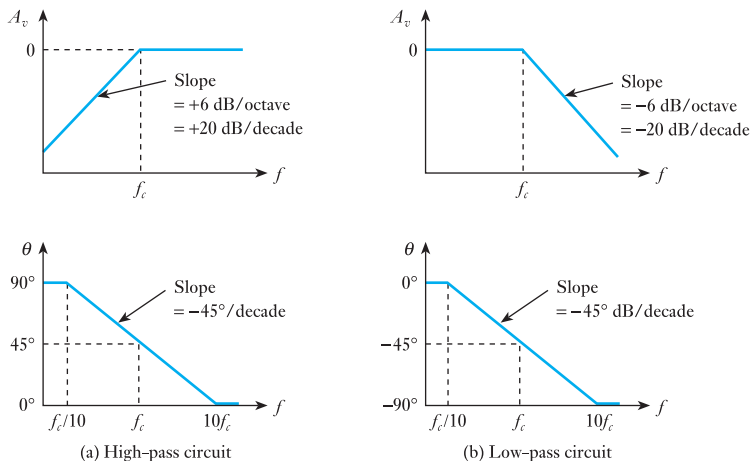 A_v
0
Slope
= +6 dB/octave
= +20 dB/decade
f_c
f
A_v
0
Slope
= −6 dB/octave
= −20 dB/decade
f_c
f
θ
90°
Slope
= −45°/decade
45°
0°
f_c/10
f_c
10f_c
f
(a) High–pass circuit
θ
0°
Slope
= −45° dB/decade
−45°
−90°
f_c/10
f_c
10f_c
f
(b) Low–pass circuit